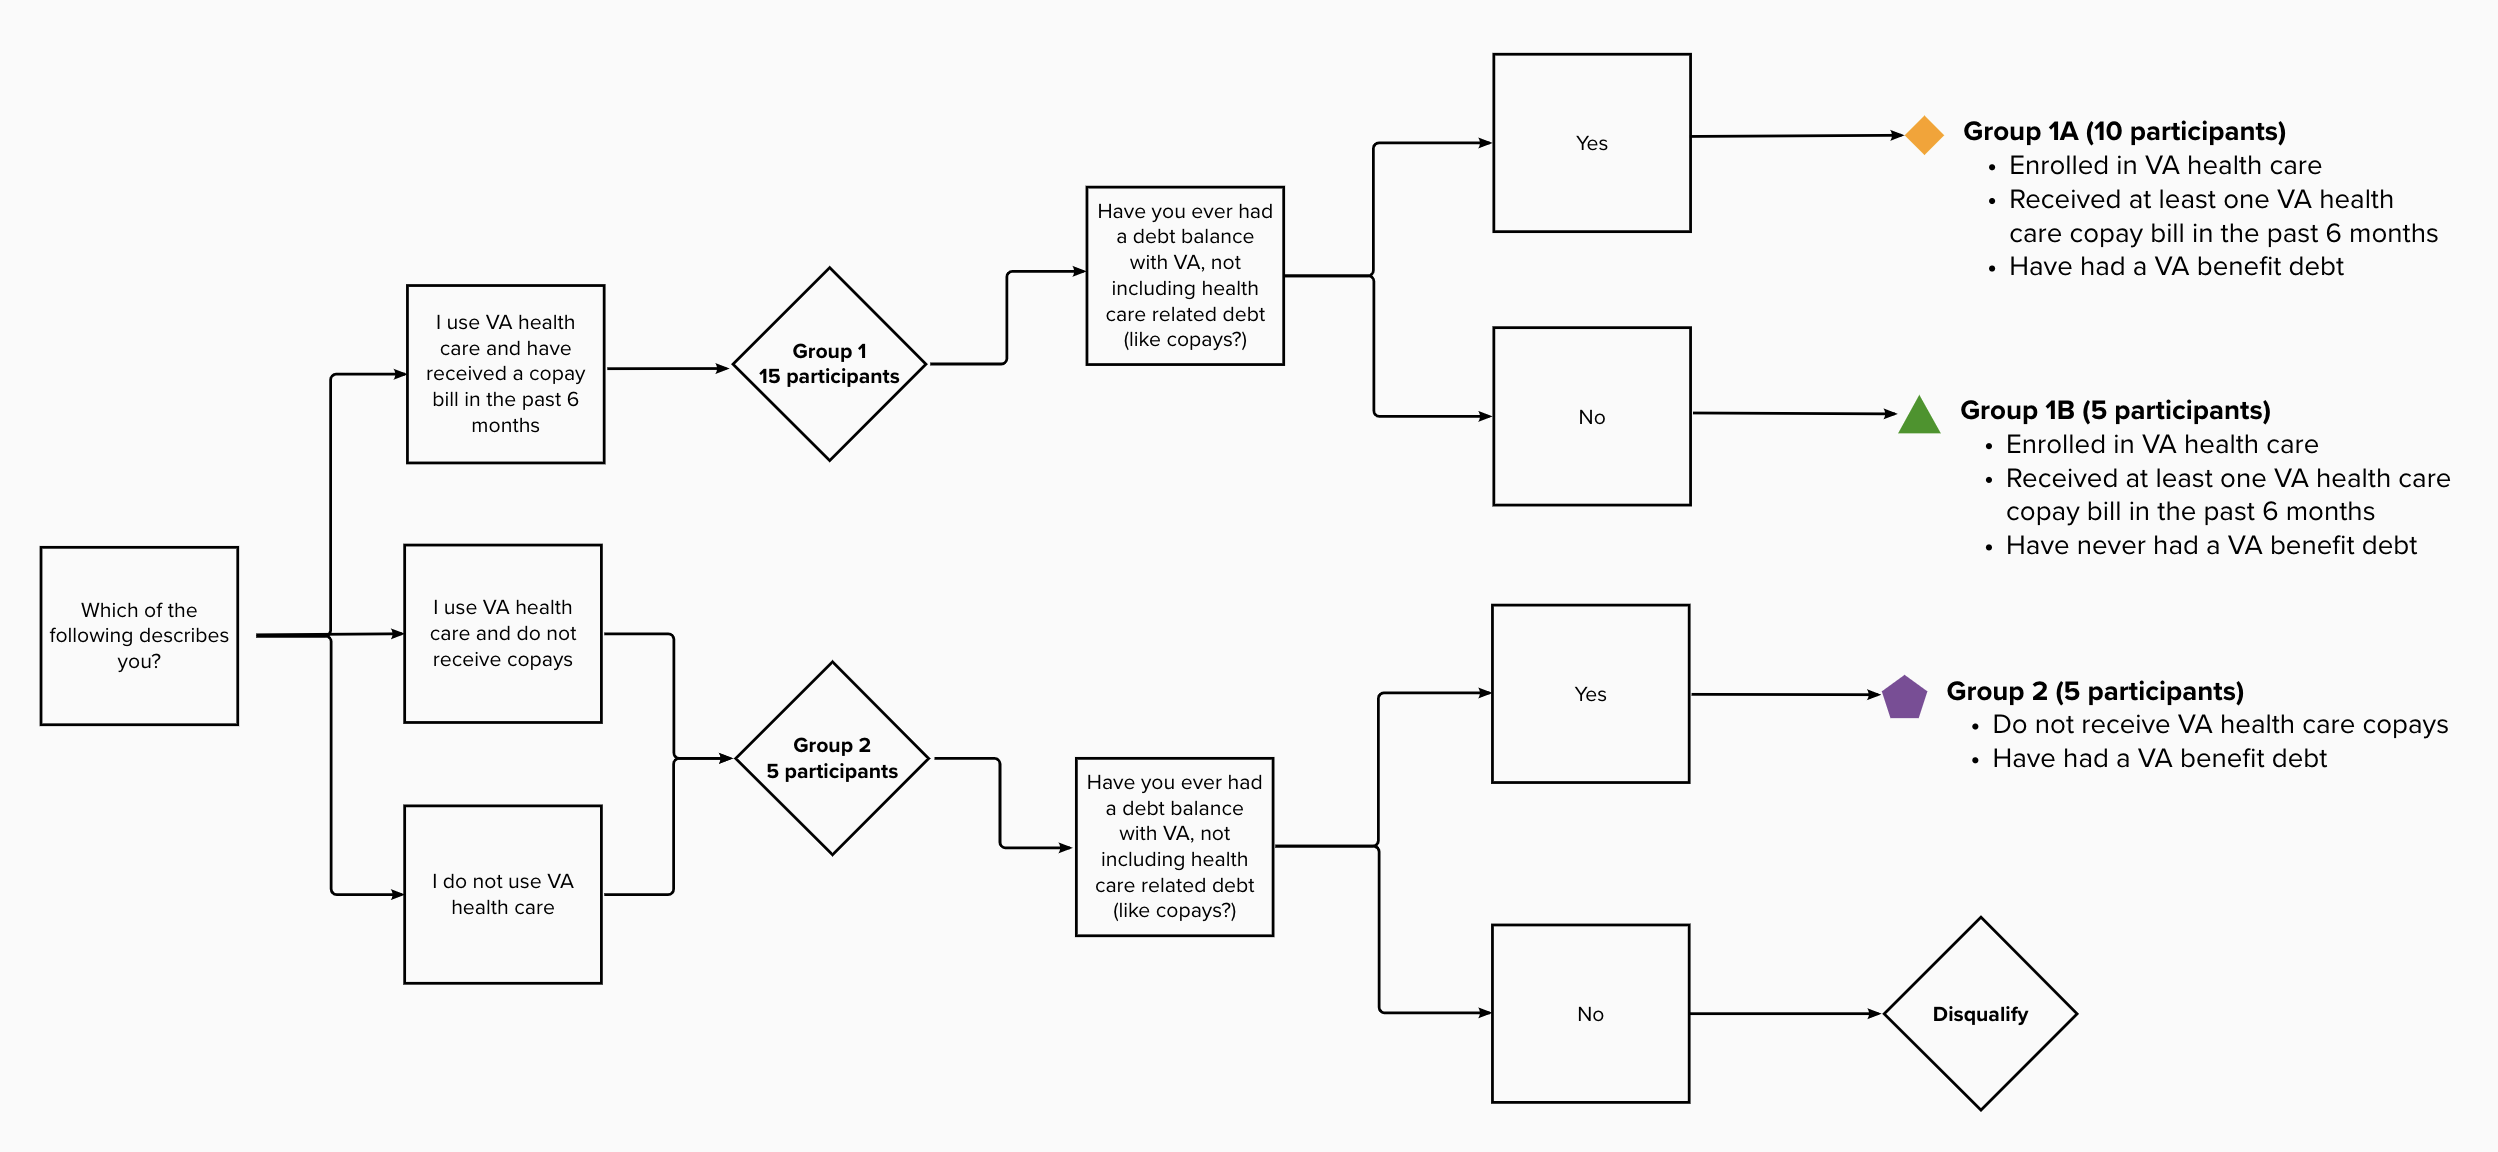 Which of the
following describes
you?
I use VA health
care and have
received a copay
bill in the past 6
months
I use VA health
care and do not
receive copays
I do not use VA
health care
Group 1
15 participants
Group 2
5 participants
Have you ever had
a debt balance
with VA, not
including health
care related debt
(like copays?)
Have you ever had
a debt balance
with VA, not
including health
care related debt
(like copays?)
Yes
No
Yes
No
Group 1A (10 participants)
• Enrolled in VA health care
• Received at least one VA health
care copay bill in the past 6 months
• Have had a VA benefit debt
Group 1B (5 participants)
• Enrolled in VA health care
• Received at least one VA health care
copay bill in the past 6 months
• Have never had a VA benefit debt
Group 2 (5 participants)
• Do not receive VA health care copays
• Have had a VA benefit debt
Disqualify